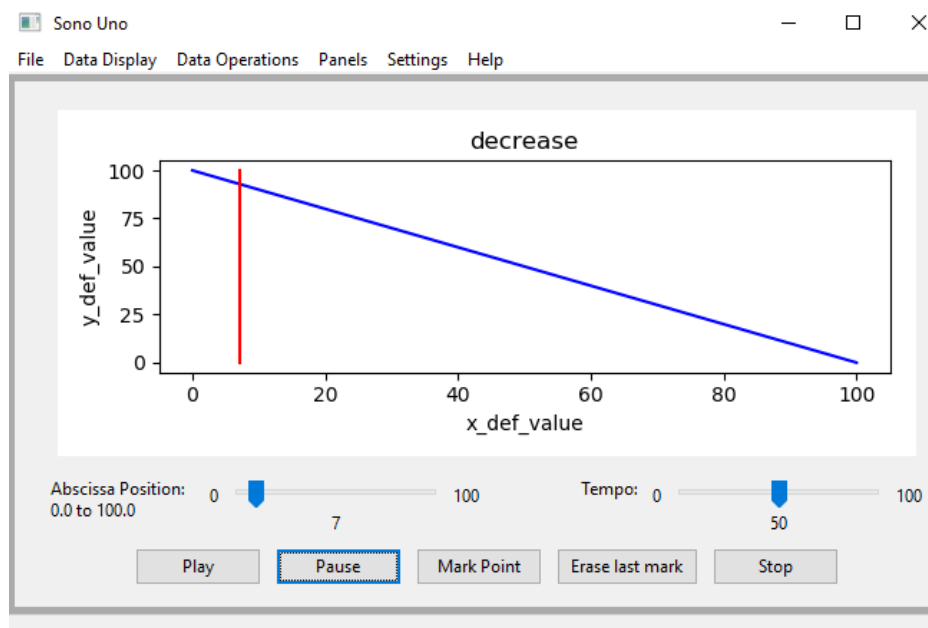 Sono Uno
File Data Display Data Operations Panels Settings Help
decrease
100
75
50
25
0
y_def_value
0 20 40 60 80 100
x_def_value
Abscissa Position: 0 100 Tempo: 0 100
0.0 to 100.0
7 50
Play Pause Mark Point Erase last mark Stop